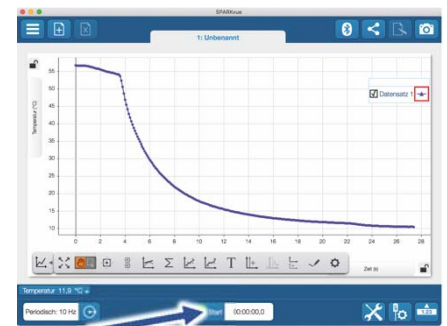 SPARKvue
1: Unbenannt
Datensatz 1
Temperatur (°C)
55
50
45
40
35
30
25
20
15
10
0 2 4 6 8 10 12 14 16 18 20 22 24 26 28
Zeit (s)
Σ T
Temperatur 11,9 °C
Periodisch: 10 Hz
Start
00:00:00,0
1.23